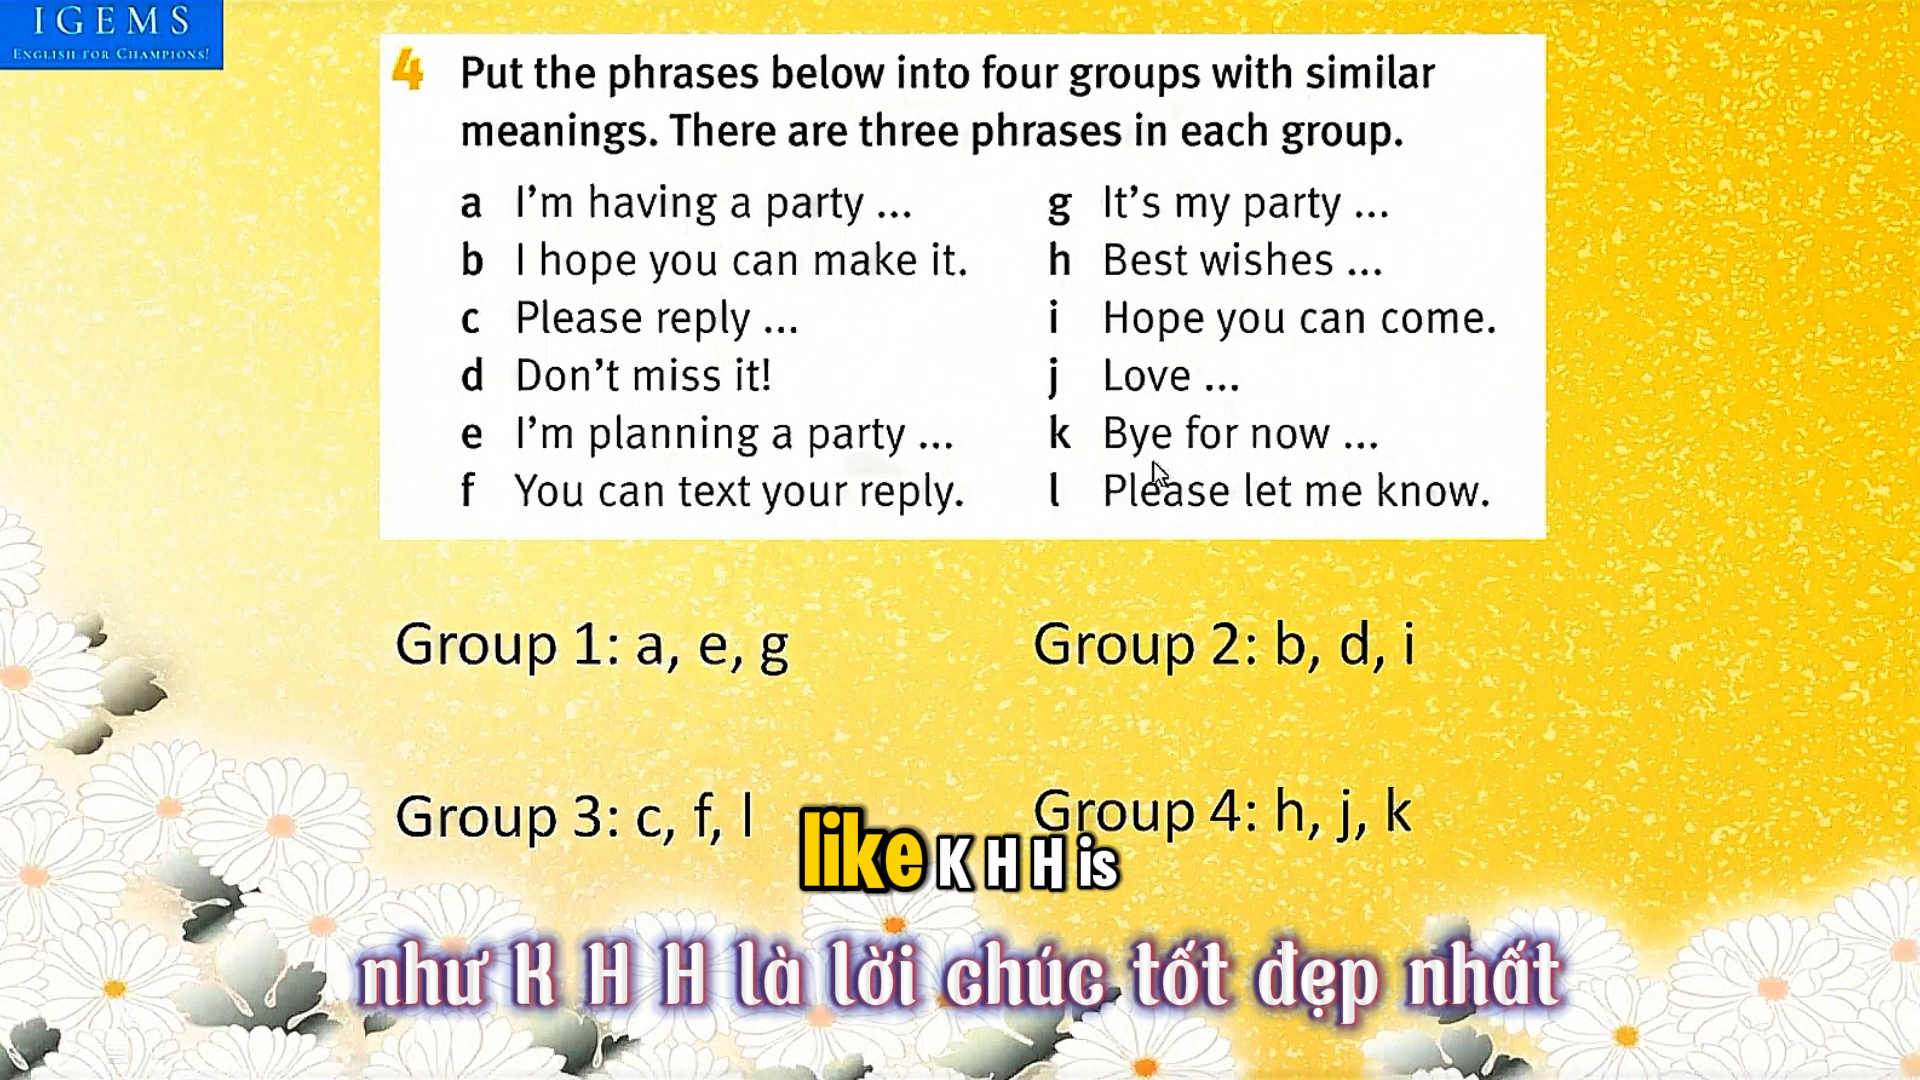 IGEMS
ENGLISH FOR CHAMPIONS!
4 Put the phrases below into four groups with similar
meanings. There are three phrases in each group.
a I'm having a party ...
b I hope you can make it.
c Please reply ...
d Don't miss it!
e I'm planning a party ...
f You can text your reply.
g It's my party ...
h Best wishes ...
i Hope you can come.
j Love ...
k Bye for now ...
l Please let me know.
Group 1: a, e, g
Group 2: b, d, i
Group 3: c, f, l
Group 4: h, j, k
like K H H is
như K H H là lời chúc tốt đẹp nhất